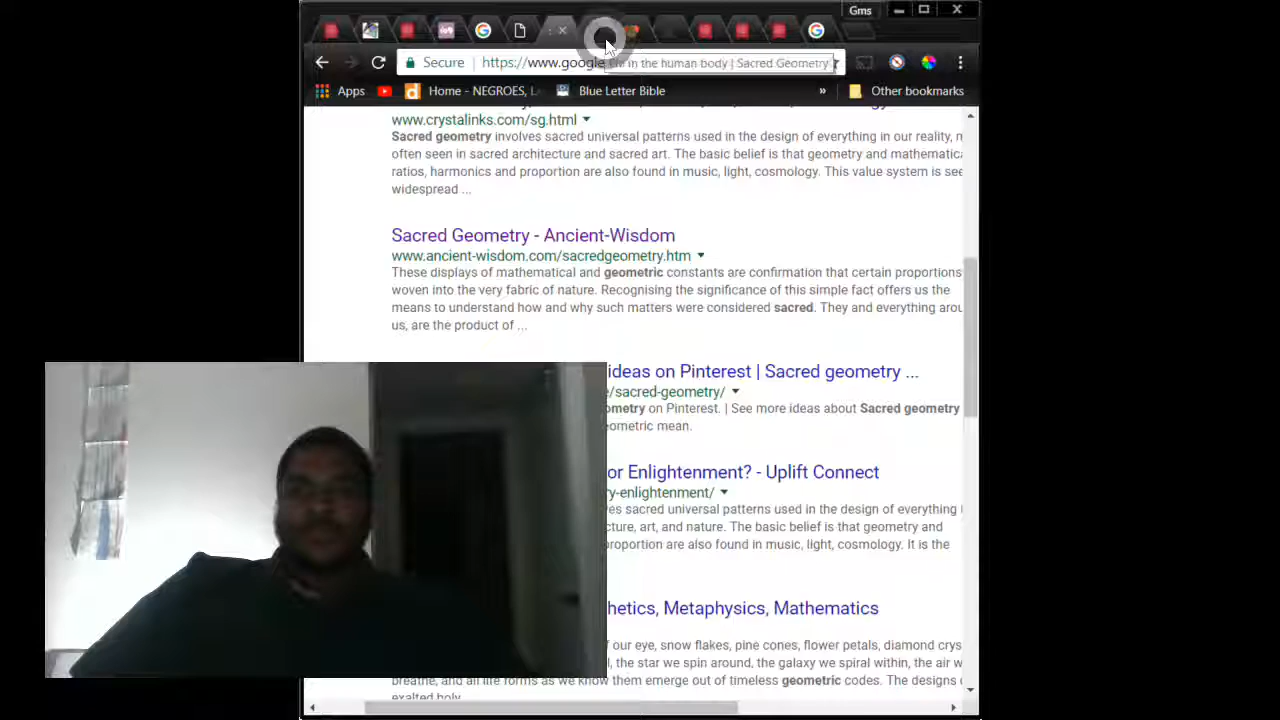 Gms
Secure https://www.google
Phi in the human body | Sacred Geometry
Apps Home - NEGROES, L Blue Letter Bible » Other bookmarks
www.crystalinks.com/sg.html
Sacred geometry involves sacred universal patterns used in the design of everything in our reality, m
often seen in sacred architecture and sacred art. The basic belief is that geometry and mathematica
ratios, harmonics and proportion are also found in music, light, cosmology. This value system is see
widespread ...
Sacred Geometry - Ancient-Wisdom
www.ancient-wisdom.com/sacredgeometry.htm
These displays of mathematical and geometric constants are confirmation that certain proportions
woven into the very fabric of nature. Recognising the significance of this simple fact offers us the
means to understand how and why such matters were considered sacred. They and everything arou
us, are the product of ...
ideas on Pinterest | Sacred geometry ...
e/sacred-geometry/
ometry on Pinterest. | See more ideas about Sacred geometry
eometric mean.
or Enlightenment? - Uplift Connect
ry-enlightenment/
ves sacred universal patterns used in the design of everything
cture, art, and nature. The basic belief is that geometry and
proportion are also found in music, light, cosmology. It is the
hetics, Metaphysics, Mathematics
f our eye, snow flakes, pine cones, flower petals, diamond crys
l, the star we spin around, the galaxy we spiral within, the air w
breathe, and all life forms as we know them emerge out of timeless geometric codes. The designs
exalted holy